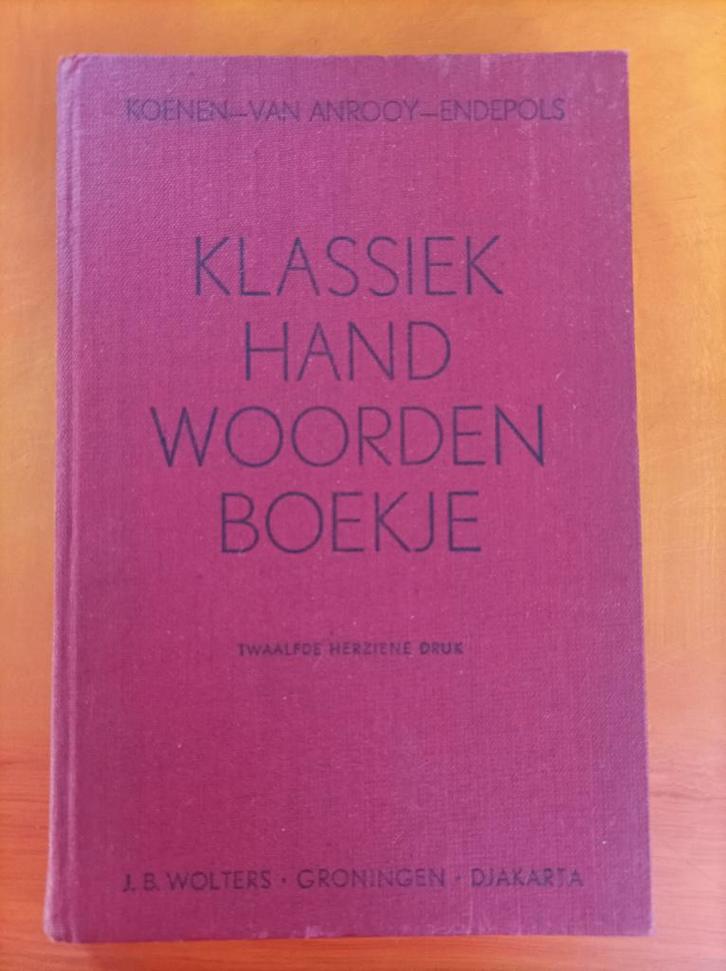 KOENEN—VAN ANROOY—ENDEPOLS
KLASSIEK
HAND
WOORDEN
BOEKJE
TWAALFDE HERZIENE DRUK
J. B. WOLTERS · GRONINGEN · DJAKARTA